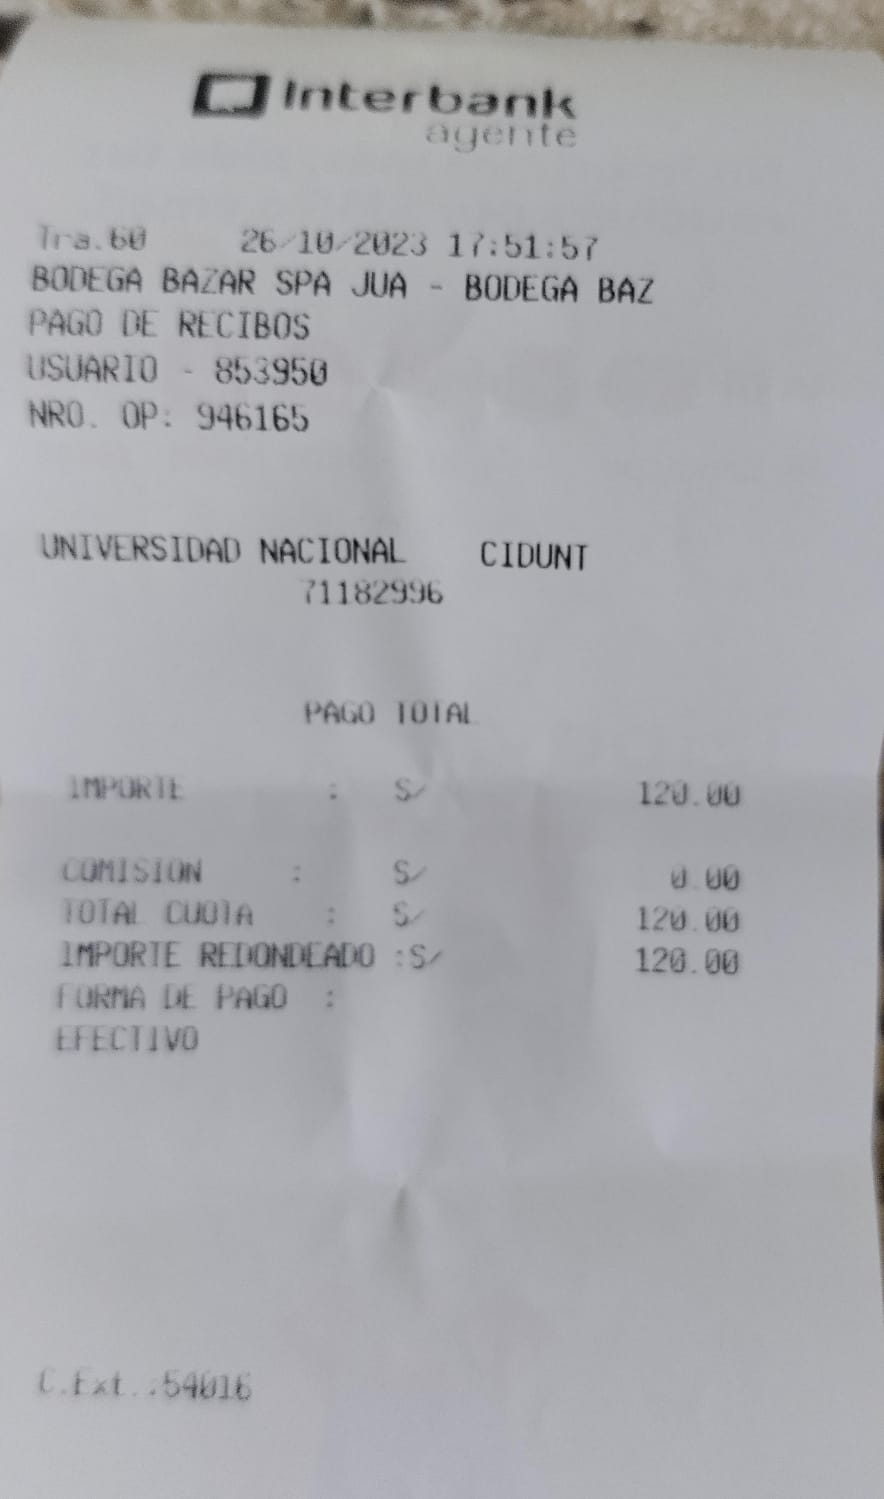 Interbank
agente
Tra.60 26/10/2023 17:51:57
BODEGA BAZAR SPA JUA - BODEGA BAZ
PAGO DE RECIBOS
USUARIO - 853950
NRO. OP: 946165
UNIVERSIDAD NACIONAL CIDUNT
71182996
PAGO TOTAL
IMPORTE : S/ 120.00
COMISION : S/ 0.00
TOTAL CUOTA : S/ 120.00
IMPORTE REDONDEADO :S/ 120.00
FORMA DE PAGO :
EFECTIVO
C.Ext.:54016